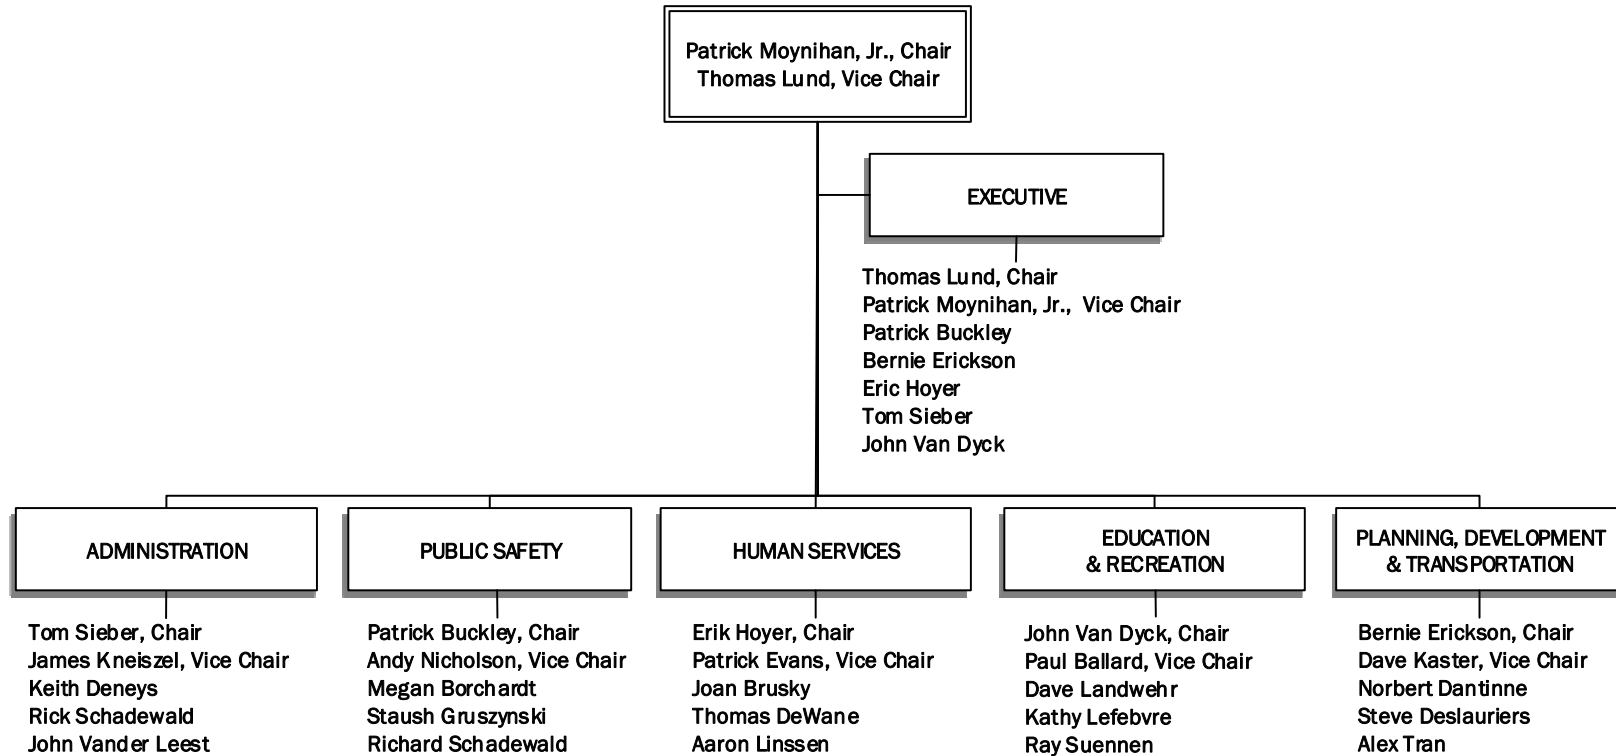 Patrick Moynihan, Jr., Chair
Thomas Lund, Vice Chair
EXECUTIVE
Thomas Lund, Chair
Patrick Moynihan, Jr., Vice Chair
Patrick Buckley
Bernie Erickson
Eric Hoyer
Tom Sieber
John Van Dyck
ADMINISTRATION
Tom Sieber, Chair
James Kneiszel, Vice Chair
Keith Deneys
Rick Schadewald
John Vander Leest
PUBLIC SAFETY
Patrick Buckley, Chair
Andy Nicholson, Vice Chair
Megan Borchardt
Staush Gruszynski
Richard Schadewald
HUMAN SERVICES
Erik Hoyer, Chair
Patrick Evans, Vice Chair
Joan Brusky
Thomas DeWane
Aaron Linssen
EDUCATION
& RECREATION
John Van Dyck, Chair
Paul Ballard, Vice Chair
Dave Landwehr
Kathy Lefebvre
Ray Suennen
PLANNING, DEVELOPMENT
& TRANSPORTATION
Bernie Erickson, Chair
Dave Kaster, Vice Chair
Norbert Dantinne
Steve Deslauriers
Alex Tran